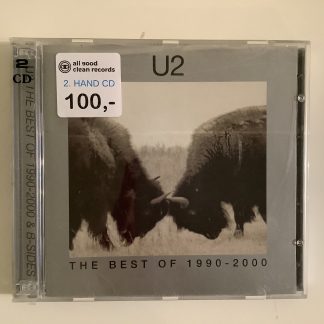 2
CD
U2 THE BEST OF 1990-2000 & B-SIDES
all good
clean records
2. HAND CD
100,-
U2
THE BEST OF 1990-2000